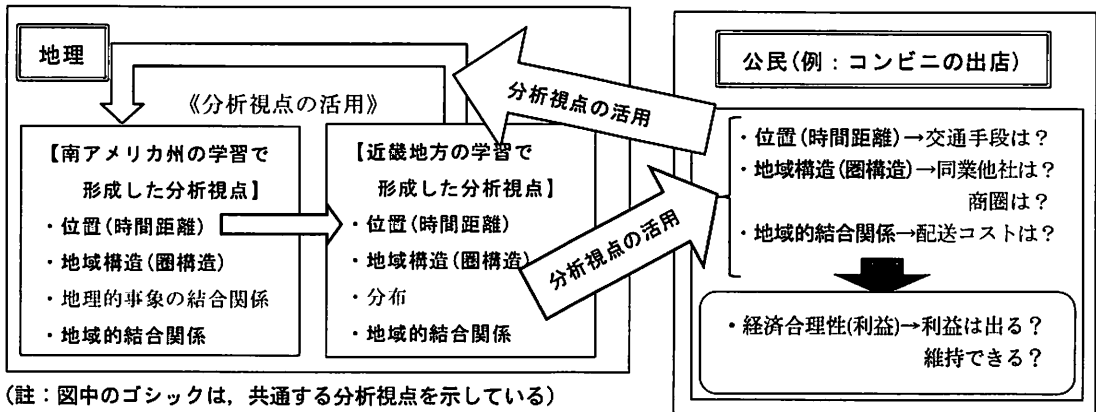 地理
《分析視点の活用》
【南アメリカ州の学習で
形成した分析視点】
・位置(時間距離)
・地域構造(圏構造)
・地理的事象の結合関係
・地域的結合関係
【近畿地方の学習で
形成した分析視点】
・位置(時間距離)
・地域構造(圏構造)
・分布
・地域的結合関係
分析視点の活用
分析視点の活用
公民(例：コンビニの出店)
・位置(時間距離)→交通手段は？
・地域構造(圏構造)→同業他社は？
商圏は？
・地域的結合関係→配送コストは？
・経済合理性(利益)→利益は出る？
維持できる？
(註：図中のゴシックは，共通する分析視点を示している)